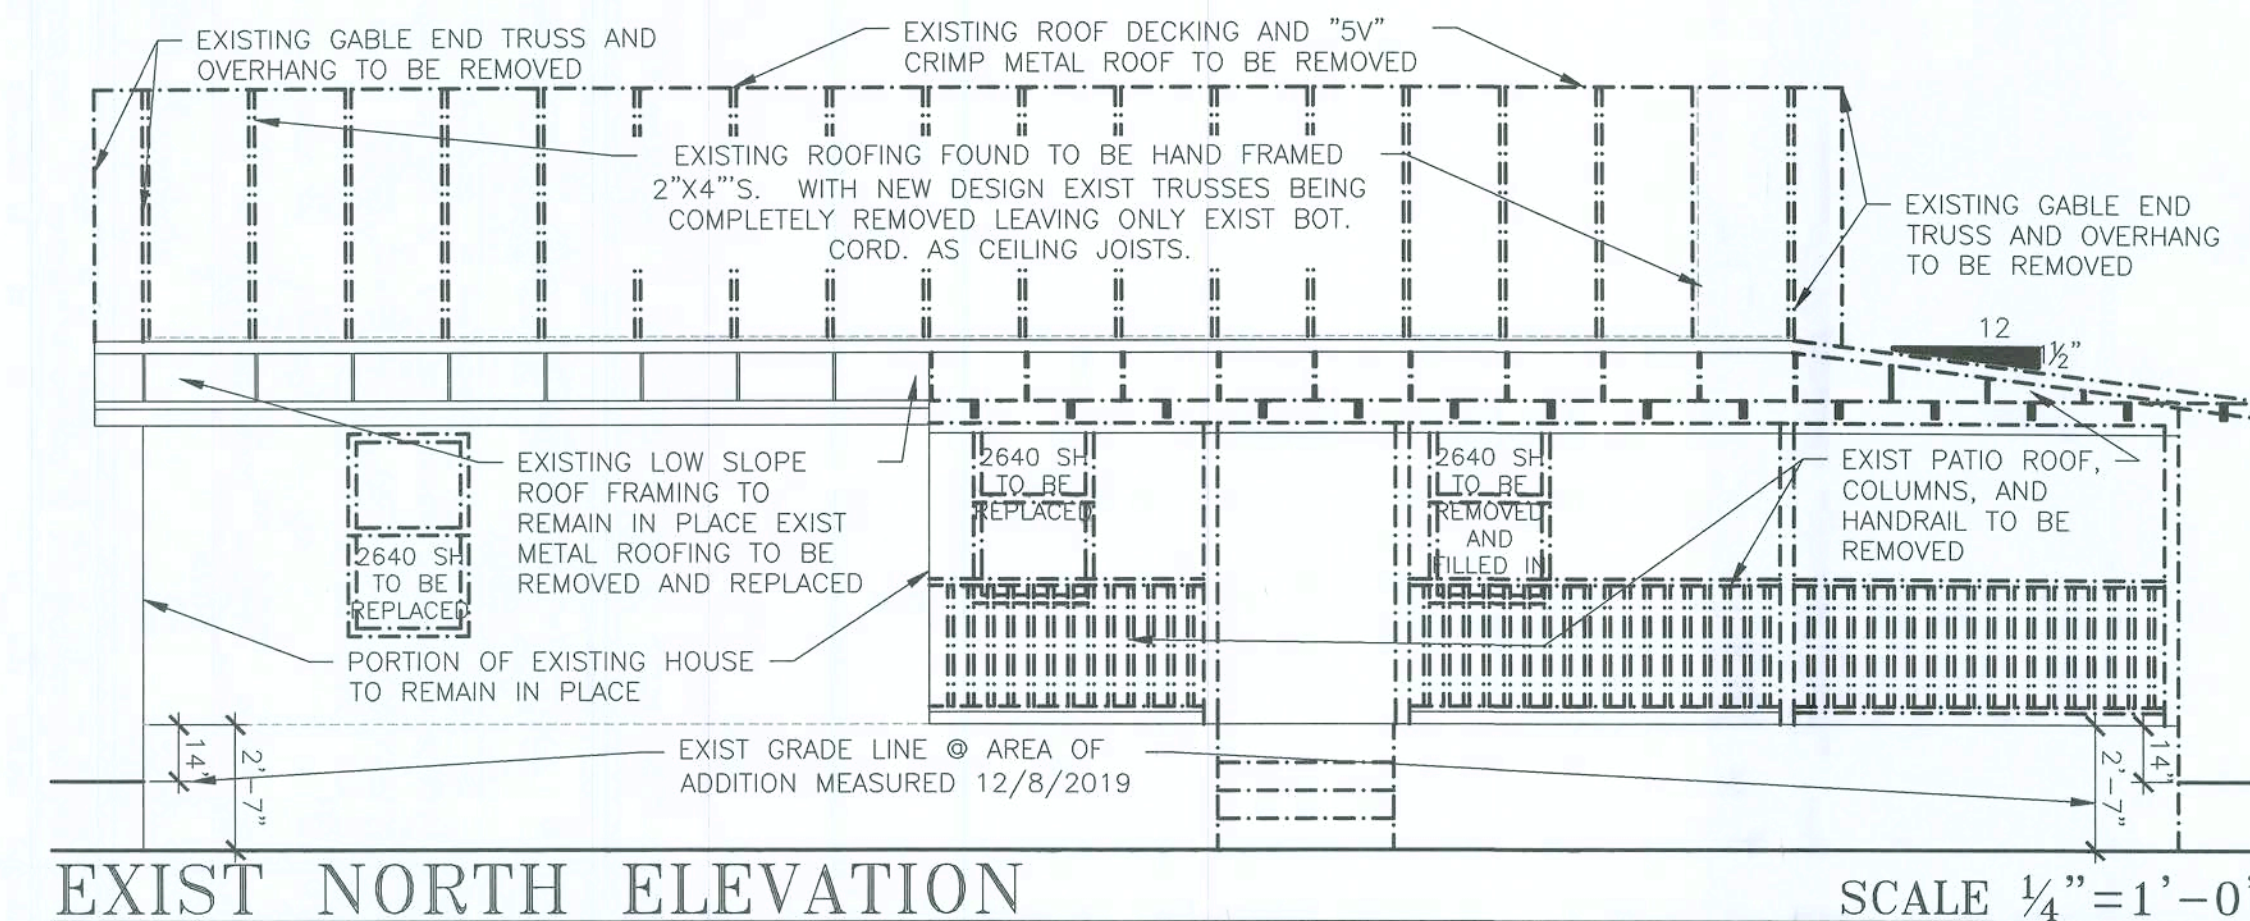 EXISTING GABLE END TRUSS AND
OVERHANG TO BE REMOVED
EXISTING ROOF DECKING AND "5V"
CRIMP METAL ROOF TO BE REMOVED
EXISTING ROOFING FOUND TO BE HAND FRAMED
2"X4"'S. WITH NEW DESIGN EXIST TRUSSES BEING
COMPLETELY REMOVED LEAVING ONLY EXIST BOT.
CORD. AS CEILING JOISTS.
EXISTING GABLE END
TRUSS AND OVERHANG
TO BE REMOVED
12
1½"
EXISTING LOW SLOPE
ROOF FRAMING TO
REMAIN IN PLACE EXIST
METAL ROOFING TO BE
REMOVED AND REPLACED
2640 SH
TO BE
REPLACED
2640 SH
TO BE
REPLACED
2640 SH
TO BE
REMOVED
AND
FILLED IN
EXIST PATIO ROOF,
COLUMNS, AND
HANDRAIL TO BE
REMOVED
PORTION OF EXISTING HOUSE
TO REMAIN IN PLACE
14"
2'-7"
EXIST GRADE LINE @ AREA OF
ADDITION MEASURED 12/8/2019
2'-7"
14"
EXIST NORTH ELEVATION
SCALE ¼"=1'-0"